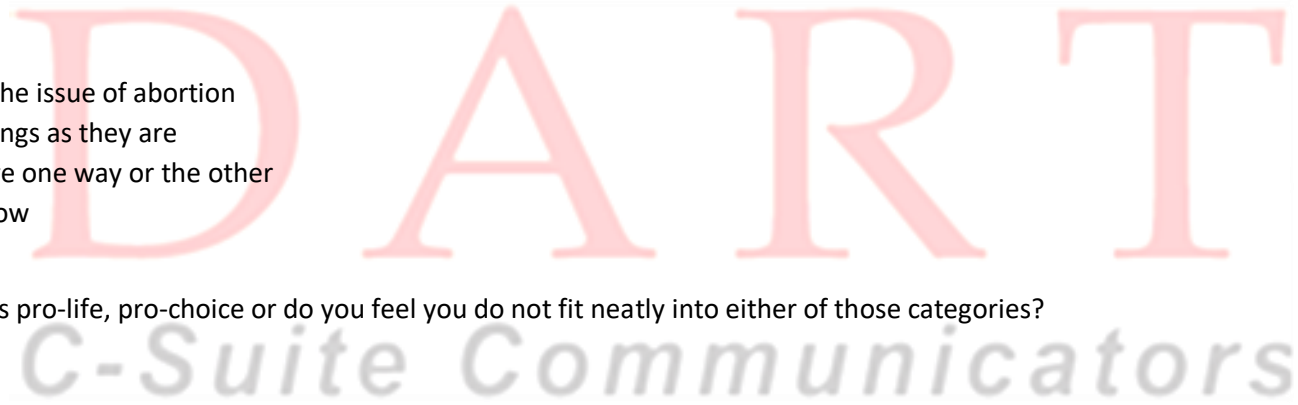 he issue of abortion
ngs as they are
e one way or the other
ow
s pro-life, pro-choice or do you feel you do not fit neatly into either of those categories?
DART
C-Suite Communicators